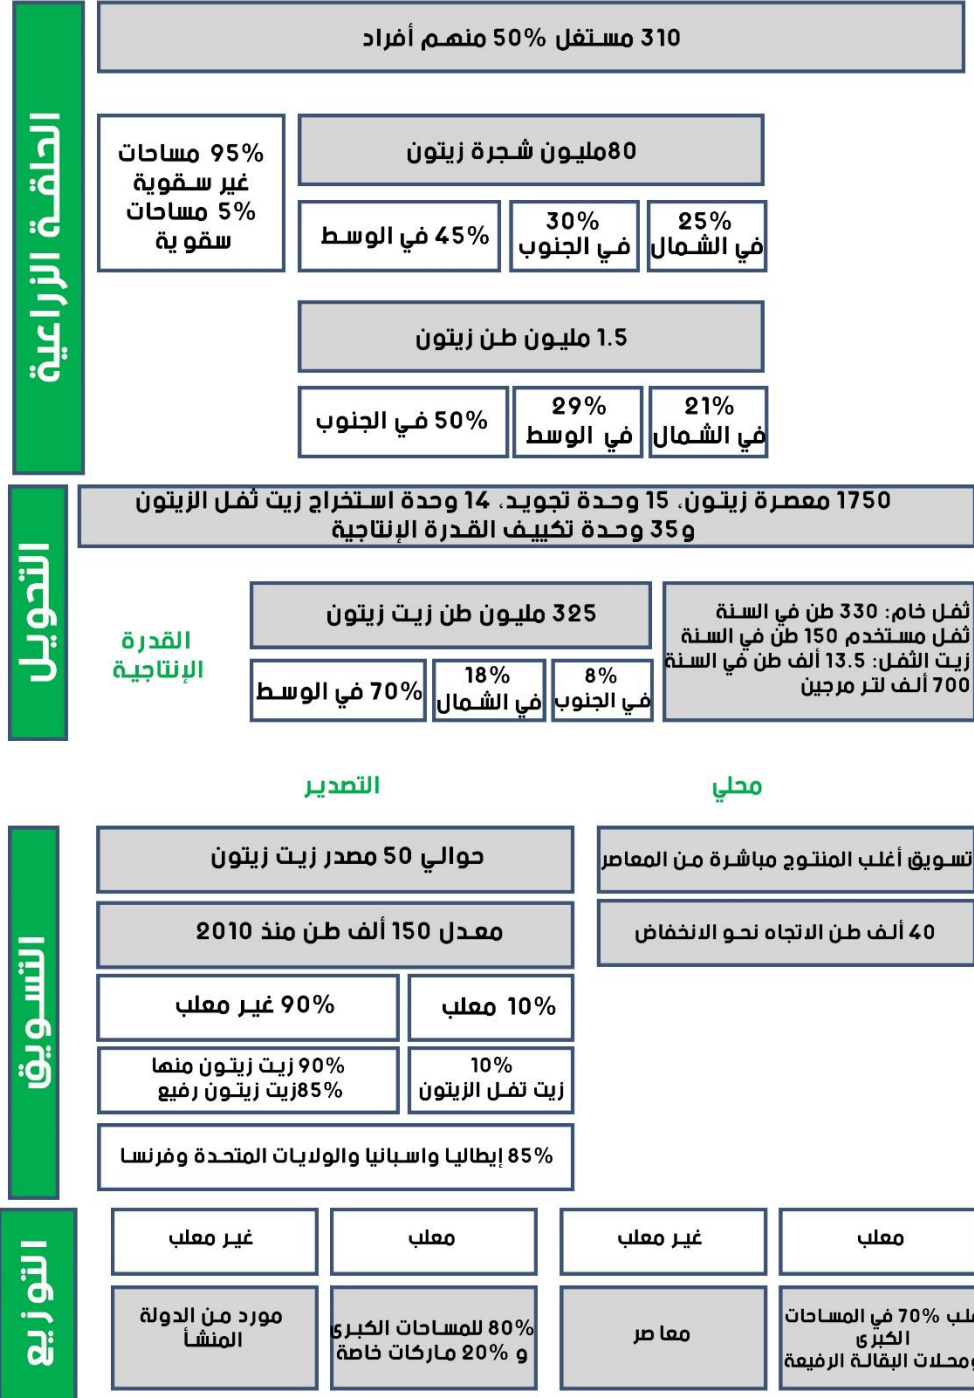 الحلقة الزراعية
310 مستغل 50% منهم أفراد
80مليون شجرة زيتون
25%
في الشمال
30%
في الجنوب
45% في الوسط
95% مساحات
غير سقوية
5% مساحات
سقو ية
1.5 مليون طن زيتون
21%
في الشمال
29%
في الوسط
50% في الجنوب
التحويل
1750 معصرة زيتون، 15 وحدة تجويد، 14 وحدة استخراج زيت ثفل الزيتون
و35 وحدة تكييف القدرة الإنتاجية
ثفل خام: 330 طن في السنة
ثفل مستخدم 150 طن في السنة
زيت الثفل: 13.5 ألف طن في السنة
700 ألف لتر مرجين
325 مليون طن زيت زيتون
8%
في الجنوب
18%
في الشمال
70% في الوسط
القدرة
الإنتاجية
محلي
التصدير
التسويق
تسويق أغلب المنتوج مباشرة من المعاصر
40 ألف طن الاتجاه نحو الانخفاض
حوالي 50 مصدر زيت زيتون
معدل 150 ألف طن منذ 2010
10% معلب
90% غير معلب
10%
زيت تفل الزيتون
90% زيت زيتون منها
85%زيت زيتون رفيع
85% إيطاليا واسبانيا والولايات المتحدة وفرنسا
التوزيع
معلب
غير معلب
معلب
غير معلب
70% في المساحات
الكبرى
ومحلات البقالة الرفيعة
معا صر
80% للمساحات الكبرى
و 20% ماركات خاصة
مورد من الدولة
المنشأ